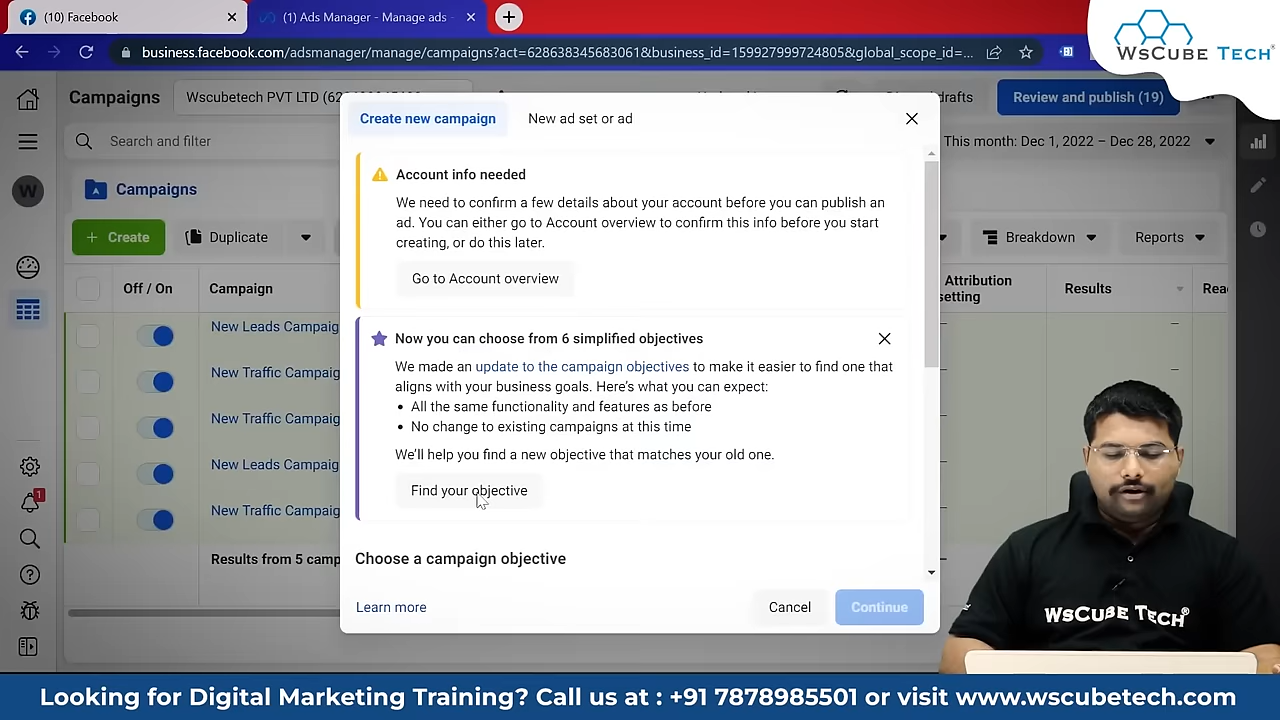 (10) Facebook
(1) Ads Manager - Manage ads -
WsCube Tech®
business.facebook.com/adsmanager/manage/campaigns?act=628638345683061&business_id=159927999724805&global_scope_id=...
Campaigns
Wscubetech PVT LTD
drafts
Review and publish (19)
Create new campaign
New ad set or ad
Search and filter
This month: Dec 1, 2022 – Dec 28, 2022
W
Campaigns
Account info needed
We need to confirm a few details about your account before you can publish an
ad. You can either go to Account overview to confirm this info before you start
creating, or do this later.
Go to Account overview
+ Create
Duplicate
Breakdown
Reports
Off / On
Campaign
Attribution
setting
Results
Now you can choose from 6 simplified objectives
We made an update to the campaign objectives to make it easier to find one that
aligns with your business goals. Here's what you can expect:
• All the same functionality and features as before
• No change to existing campaigns at this time
We'll help you find a new objective that matches your old one.
Find your objective
New Leads Campaig
New Traffic Campaig
New Traffic Campaig
New Leads Campaig
New Traffic Campaig
Results from 5 camp
1
Choose a campaign objective
Learn more
Cancel
Continue
WsCube Tech®
Looking for Digital Marketing Training? Call us at : +91 7878985501 or visit www.wscubetech.com